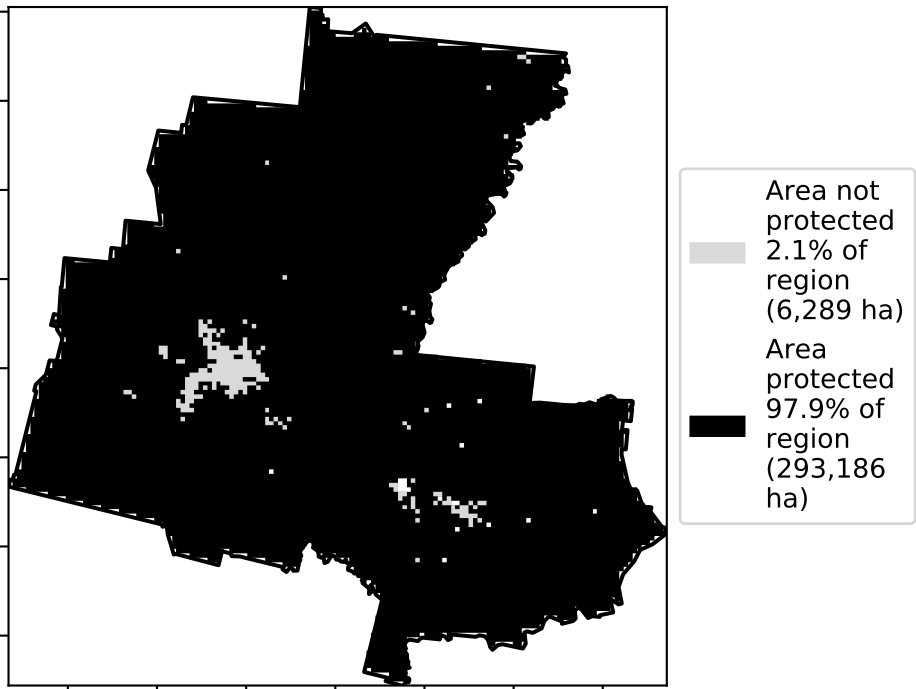 Area not
protected
2.1% of
region
(6,289 ha)
Area
protected
97.9% of
region
(293,186
ha)